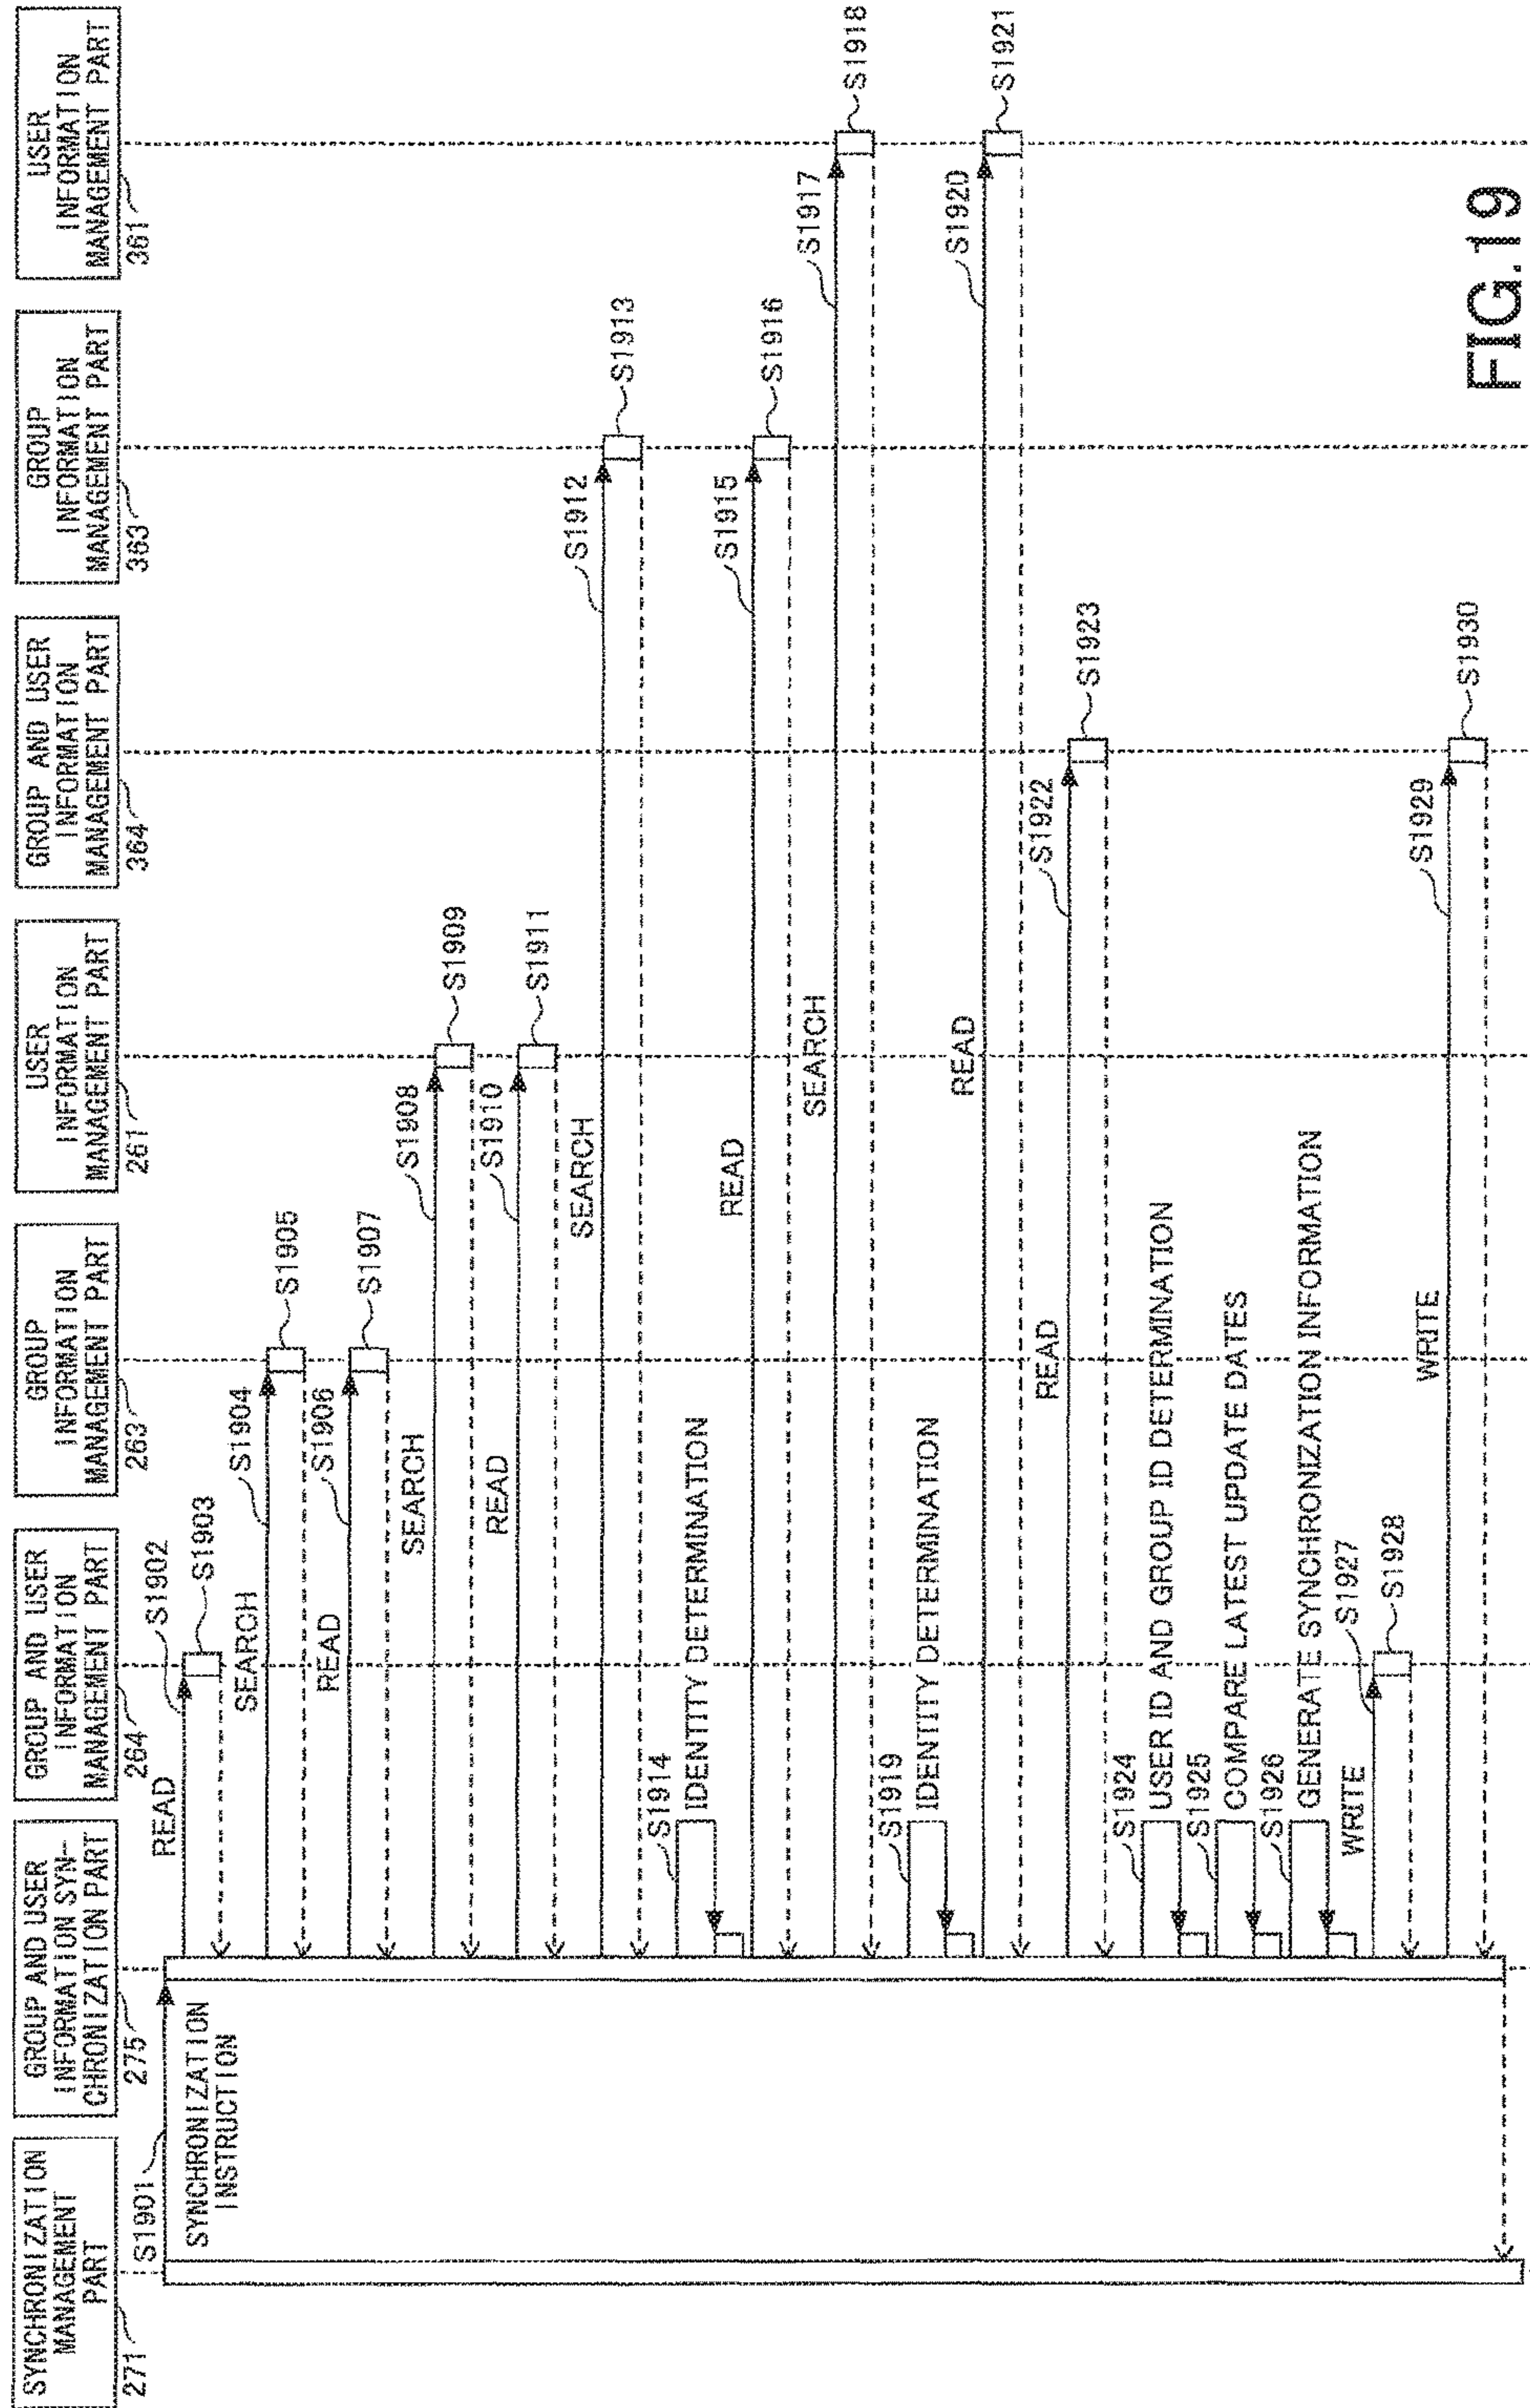 SYNCHRONIZATION
MANAGEMENT
PART
271
GROUP AND USER
INFORMATION SYN-
CHRONIZATION PART
275
GROUP AND USER
INFORMATION
MANAGEMENT PART
264
GROUP
INFORMATION
MANAGEMENT PART
263
USER
INFORMATION
MANAGEMENT PART
261
GROUP AND USER
INFORMATION
MANAGEMENT PART
364
GROUP
INFORMATION
MANAGEMENT PART
363
USER
INFORMATION
MANAGEMENT PART
361
S1901
SYNCHRONIZATION
INSTRUCTION
READ
S1902
S1903
SEARCH
S1904
S1905
READ
S1906
S1907
SEARCH
S1908
S1909
READ
S1910
S1911
SEARCH
S1912
S1913
S1914
IDENTITY DETERMINATION
READ
S1915
S1916
SEARCH
S1917
S1918
S1919
IDENTITY DETERMINATION
READ
S1920
S1921
READ
S1922
S1923
S1924
USER ID AND GROUP ID DETERMINATION
S1925
COMPARE LATEST UPDATE DATES
S1926
GENERATE SYNCHRONIZATION INFORMATION
WRITE
S1927
S1928
WRITE
S1929
S1930
FIG.19